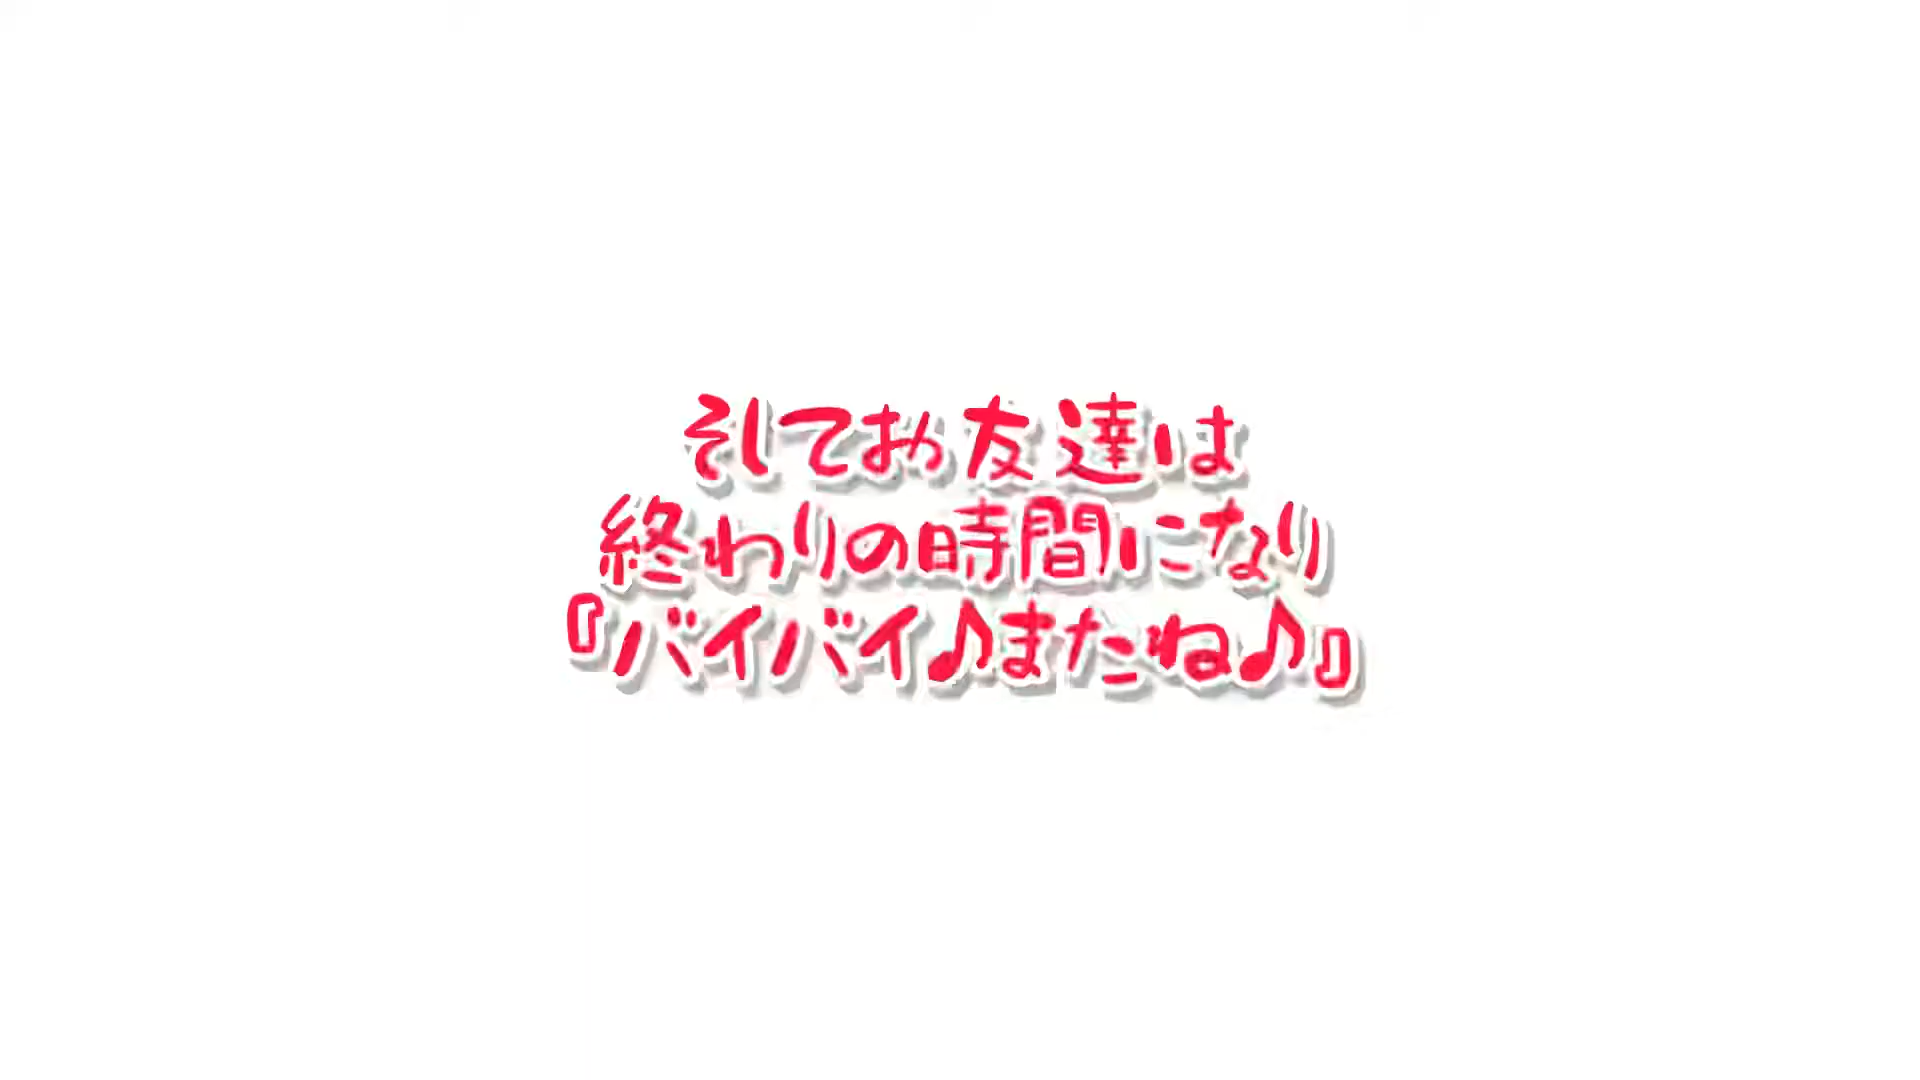 そしてお友達は
終わりの時間になり
『バイバイ♪またね♪』